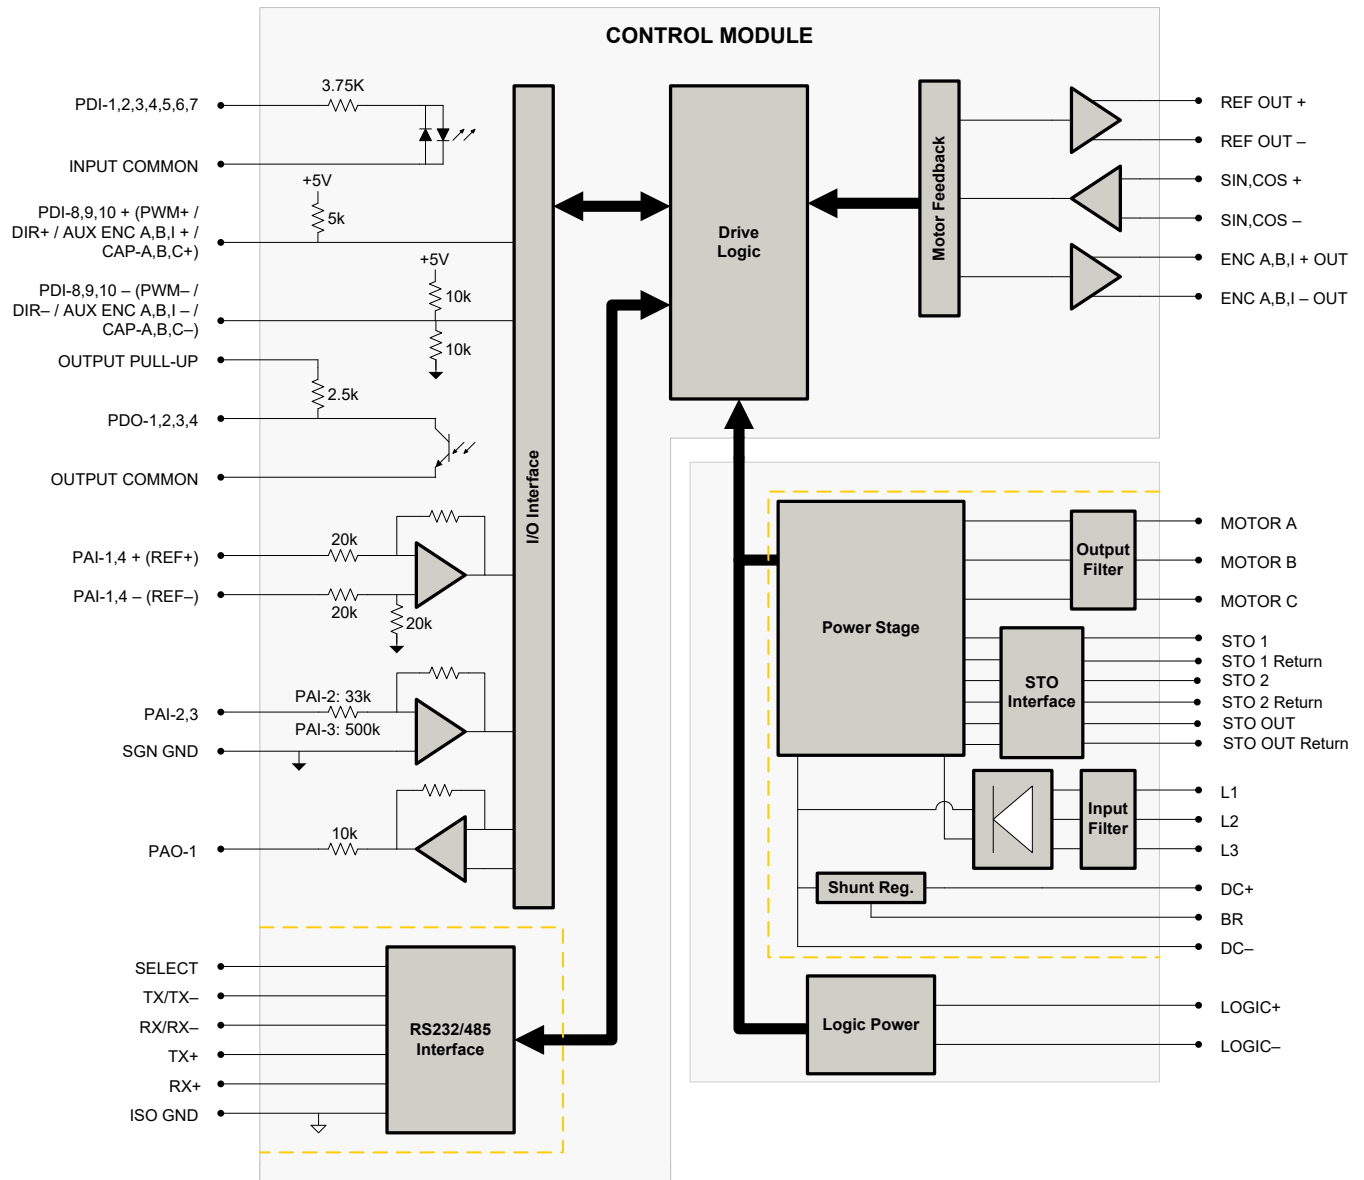 CONTROL MODULE
PDI-1,2,3,4,5,6,7
3.75K
INPUT COMMON
+5V
5k
PDI-8,9,10 + (PWM+ /
DIR+ / AUX ENC A,B,I + /
CAP-A,B,C+)
+5V
10k
PDI-8,9,10 – (PWM– /
DIR– / AUX ENC A,B,I – /
CAP-A,B,C–)
10k
OUTPUT PULL-UP
2.5k
PDO-1,2,3,4
OUTPUT COMMON
PAI-1,4 + (REF+)
20k
PAI-1,4 – (REF–)
20k
20k
PAI-2,3
PAI-2: 33k
PAI-3: 500k
SGN GND
PAO-1
10k
I/O Interface
SELECT
TX/TX–
RX/RX–
TX+
RX+
ISO GND
RS232/485
Interface
Drive
Logic
Motor Feedback
REF OUT +
REF OUT –
SIN,COS +
SIN,COS –
ENC A,B,I + OUT
ENC A,B,I – OUT
Power Stage
Output
Filter
MOTOR A
MOTOR B
MOTOR C
STO
Interface
STO 1
STO 1 Return
STO 2
STO 2 Return
STO OUT
STO OUT Return
Input
Filter
L1
L2
L3
Shunt Reg.
DC+
BR
DC–
Logic Power
LOGIC+
LOGIC–